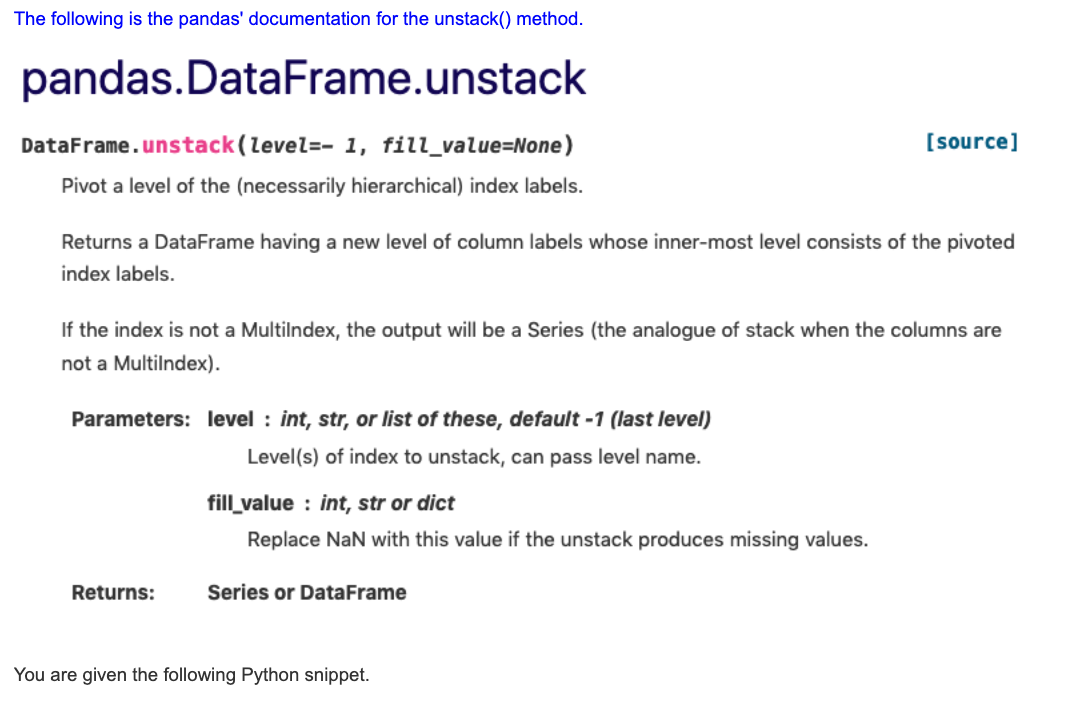 The following is the pandas' documentation for the unstack() method.
pandas.DataFrame.unstack
DataFrame.unstack(level=- 1, fill_value=None) [source]
Pivot a level of the (necessarily hierarchical) index labels.
Returns a DataFrame having a new level of column labels whose inner-most level consists of the pivoted
index labels.
If the index is not a MultiIndex, the output will be a Series (the analogue of stack when the columns are
not a MultiIndex).
Parameters: level : int, str, or list of these, default -1 (last level)
Level(s) of index to unstack, can pass level name.
fill_value : int, str or dict
Replace NaN with this value if the unstack produces missing values.
Returns: Series or DataFrame
You are given the following Python snippet.